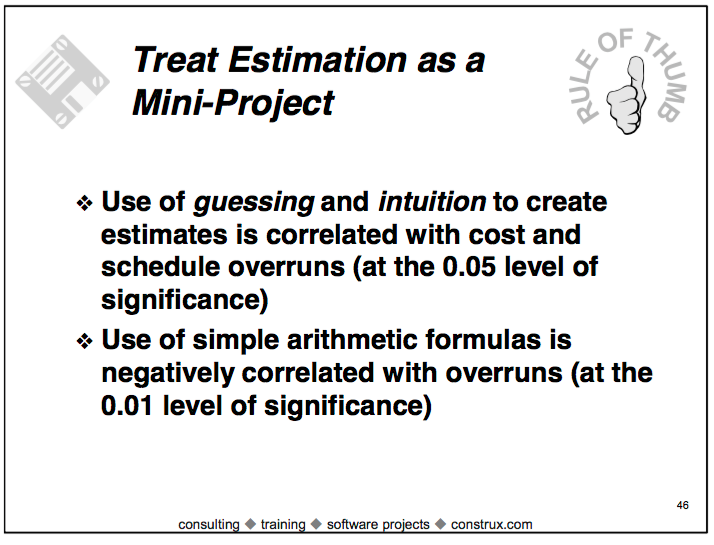 Treat Estimation as a
Mini-Project
RULE OF THUMB
❖ Use of guessing and intuition to create
estimates is correlated with cost and
schedule overruns (at the 0.05 level of
significance)
❖ Use of simple arithmetic formulas is
negatively correlated with overruns (at the
0.01 level of significance)
46
consulting ◆ training ◆ software projects ◆ construx.com